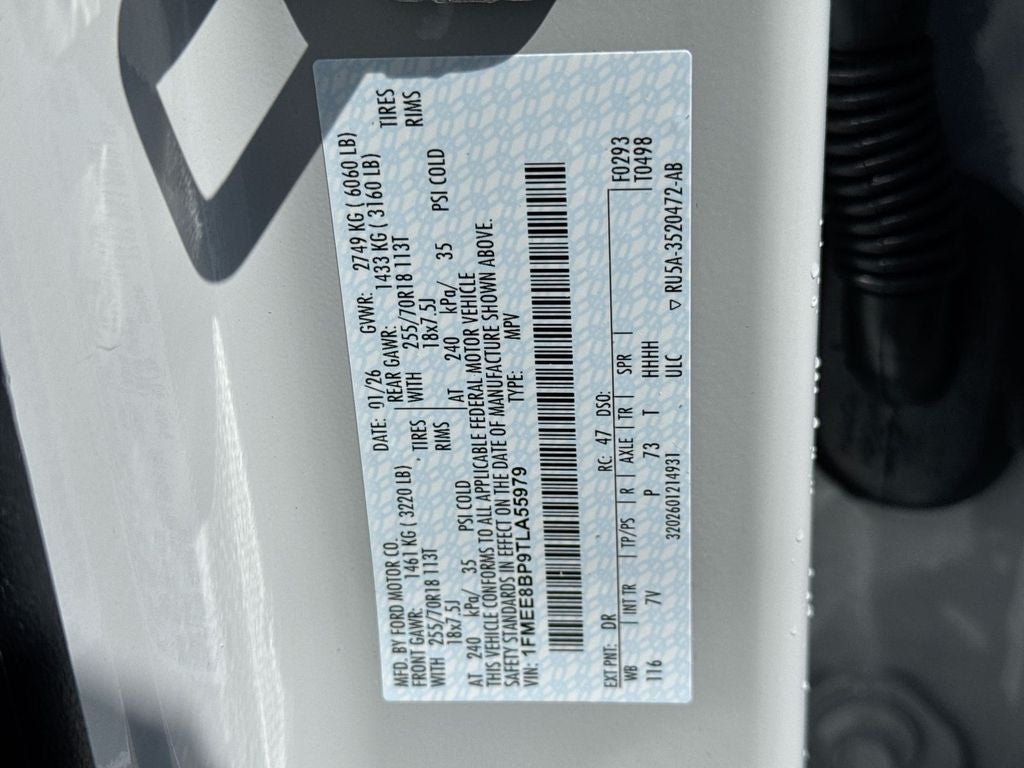 MFD. BY FORD MOTOR CO. DATE: 01/26 GVWR: 2749 KG ( 6060 LB)
FRONT GAWR: 1461 KG ( 3220 LB) REAR GAWR: 1433 KG ( 3160 LB)
WITH 255/70R18 113T TIRES WITH 255/70R18 113T TIRES
18x7.5J RIMS 18x7.5J RIMS
AT 240 kPa/ 35 PSI COLD AT 240 kPa/ 35 PSI COLD
THIS VEHICLE CONFORMS TO ALL APPLICABLE FEDERAL MOTOR VEHICLE
SAFETY STANDARDS IN EFFECT ON THE DATE OF MANUFACTURE SHOWN ABOVE.
VIN: 1FMEE8BP9TLA55979 TYPE: MPV
EXT PNT: DR RC: 47 DSO: F0293
WB INT TR TP/PS R AXLE TR SPR T0498
116 7V P 73 T HHHH
3202601214931 ULC ▽ RU5A-3520472-AB